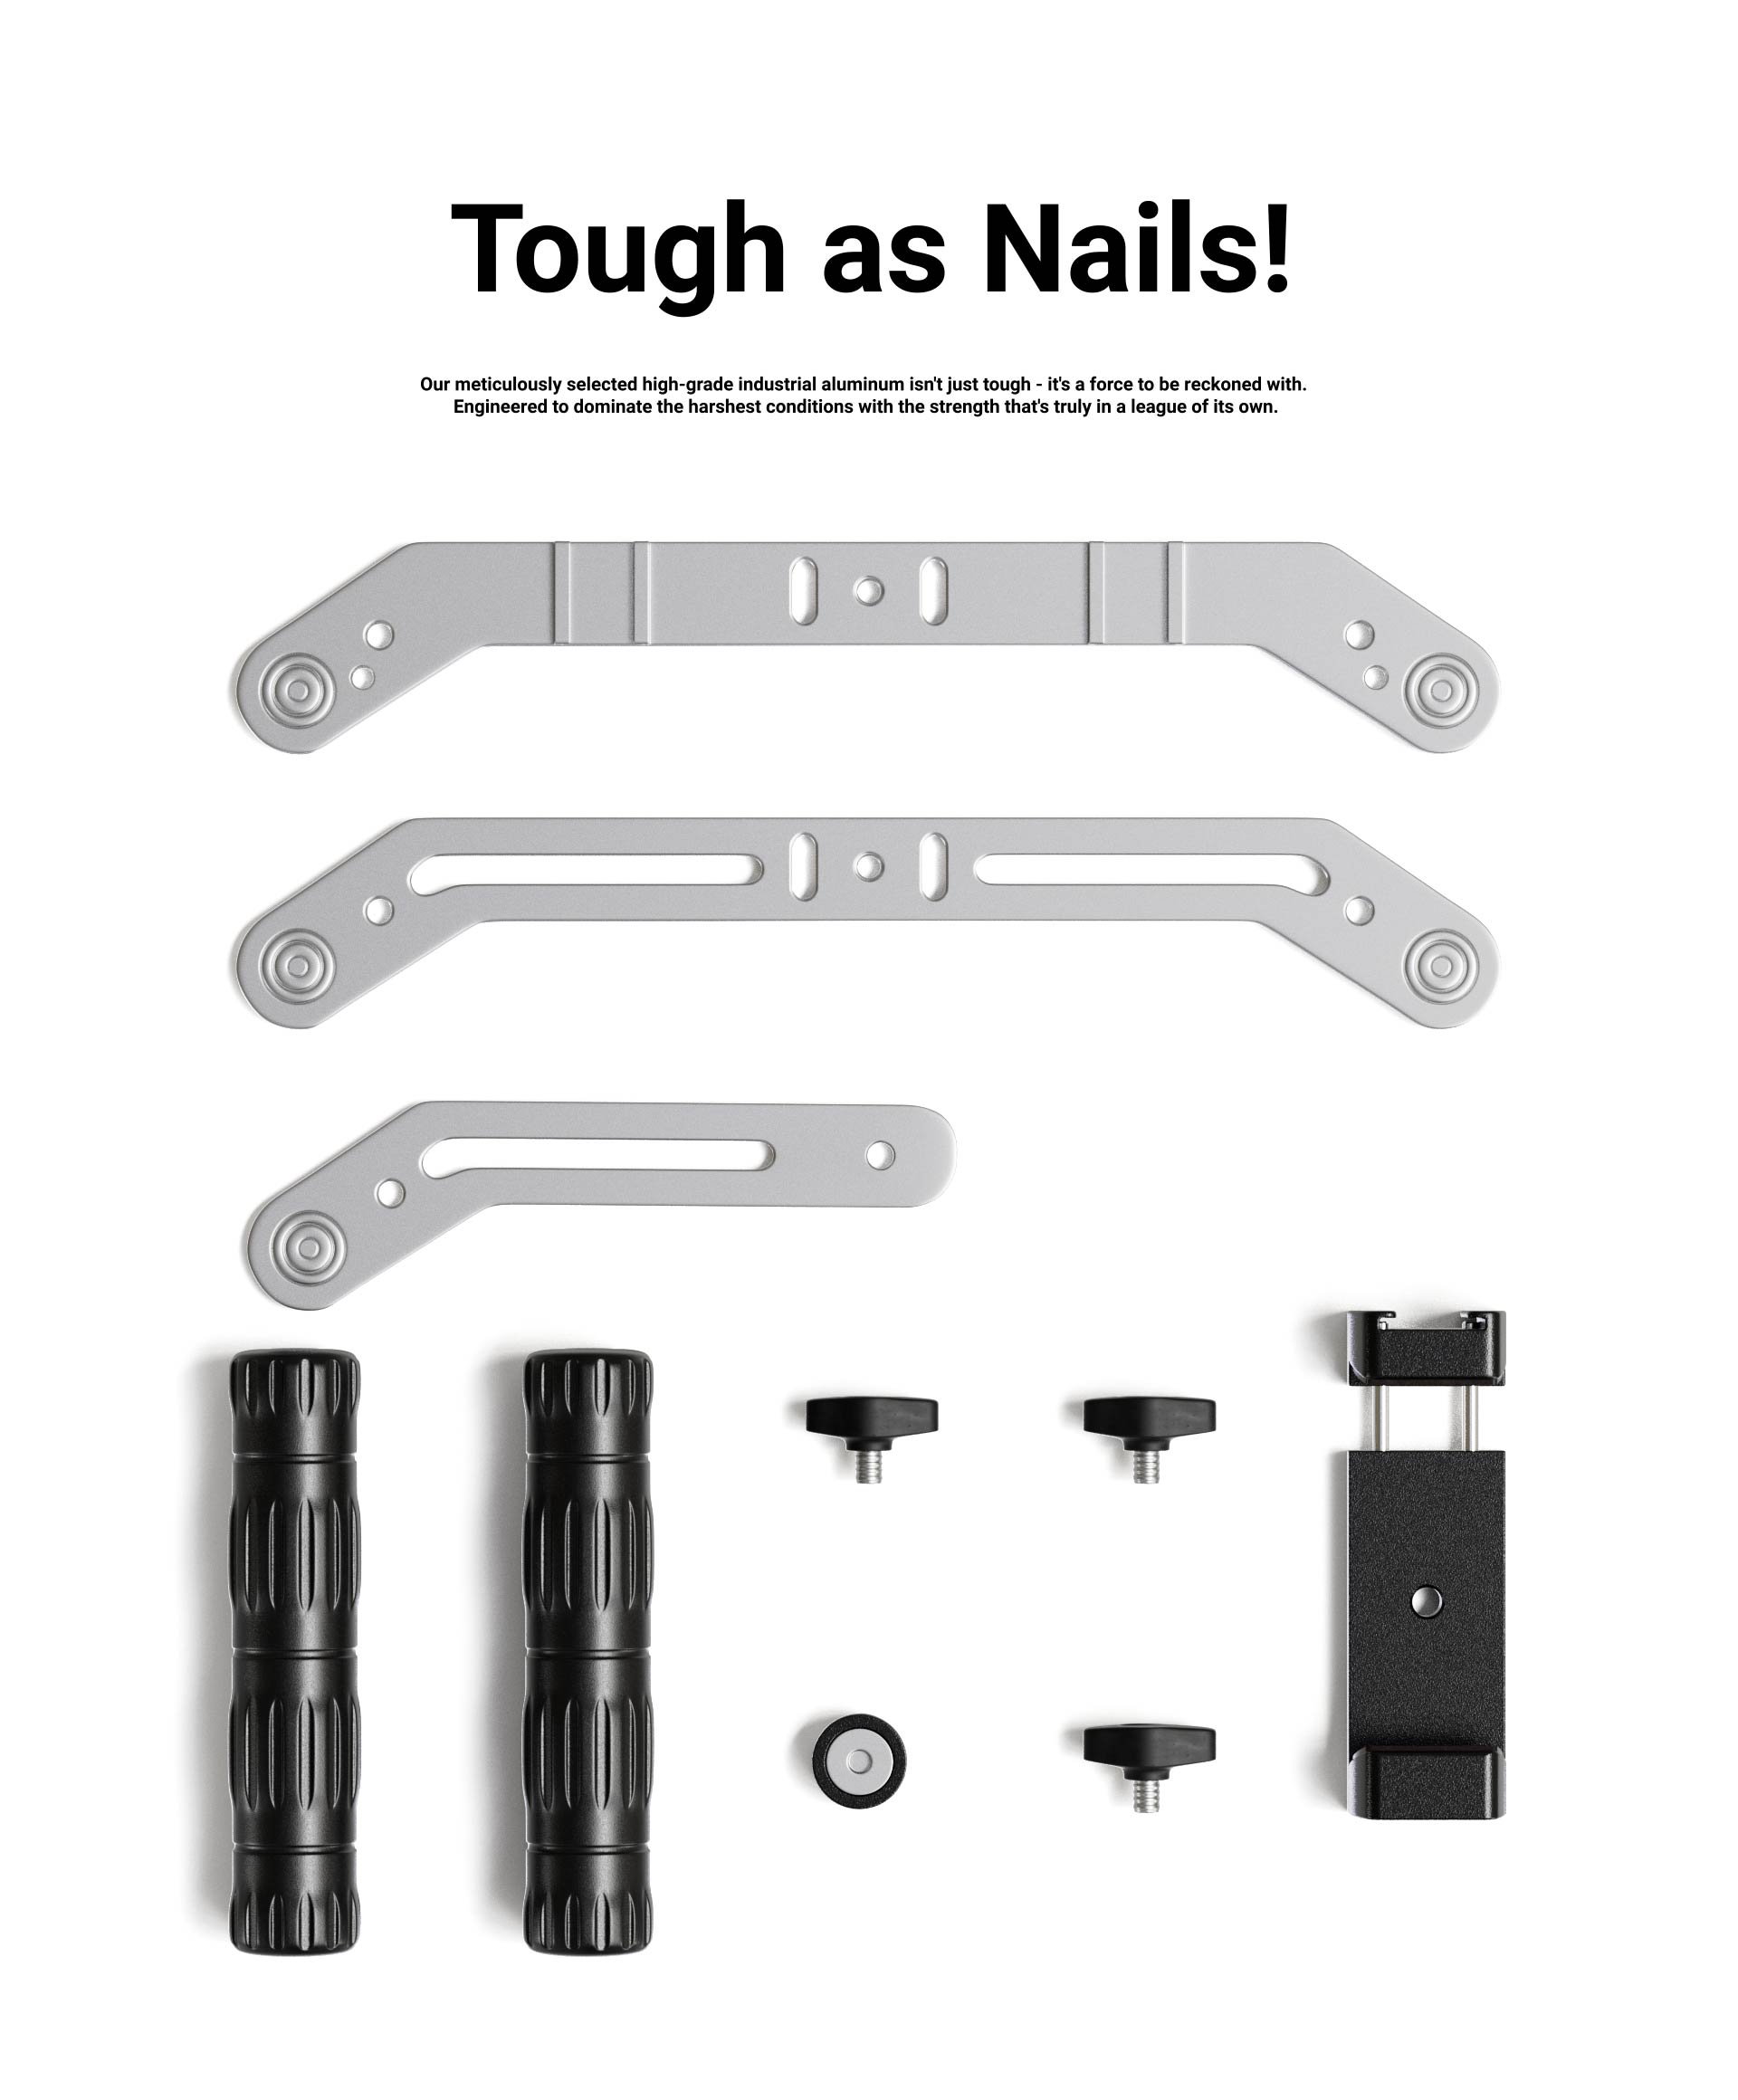 Tough as Nails!
Our meticulously selected high-grade industrial aluminum isn't just tough - it's a force to be reckoned with.
Engineered to dominate the harshest conditions with the strength that's truly in a league of its own.